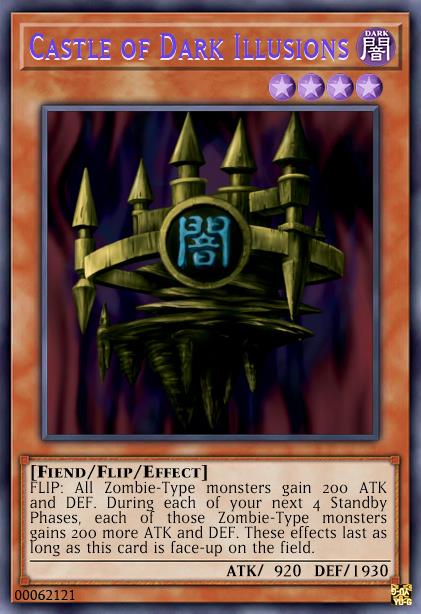 Castle of Dark Illusions
DARK
闇
闇
[Fiend/Flip/Effect]
FLIP: All Zombie-Type monsters gain 200 ATK
and DEF. During each of your next 4 Standby
Phases, each of those Zombie-Type monsters
gains 200 more ATK and DEF. These effects last as
long as this card is face-up on the field.
ATK/ 920 DEF/1930
00062121